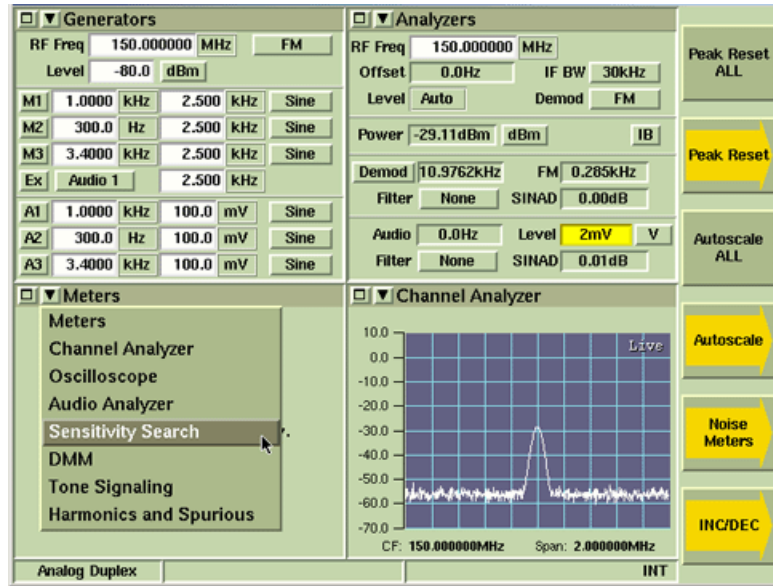 Generators
RF Freq 150.000000 MHz FM
Level -80.0 dBm
M1 1.0000 kHz 2.500 kHz Sine
M2 300.0 Hz 2.500 kHz Sine
M3 3.4000 kHz 2.500 kHz Sine
Ex Audio 1 2.500 kHz
A1 1.0000 kHz 100.0 mV Sine
A2 300.0 Hz 100.0 mV Sine
A3 3.4000 kHz 100.0 mV Sine
Analyzers
RF Freq 150.000000 MHz
Offset 0.0Hz IF BW 30kHz
Level Auto Demod FM
Power -29.11dBm dBm IB
Demod 10.9762kHz FM 0.285kHz
Filter None SINAD 0.00dB
Audio 0.0Hz Level 2mV V
Filter None SINAD 0.01dB
Meters
Meters
Channel Analyzer
Oscilloscope
Audio Analyzer
Sensitivity Search
DMM
Tone Signaling
Harmonics and Spurious
Channel Analyzer
Live
10.0
0.0
-10.0
-20.0
-30.0
-40.0
-50.0
-60.0
-70.0
CF: 150.000000MHz Span: 2.000000MHz
Peak Reset
ALL
Peak Reset
Autoscale
ALL
Autoscale
Noise
Meters
INC/DEC
Analog Duplex
INT